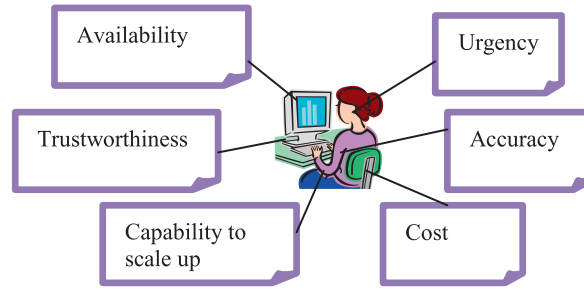 Availability
Urgency
Trustworthiness
Accuracy
Capability to
scale up
Cost